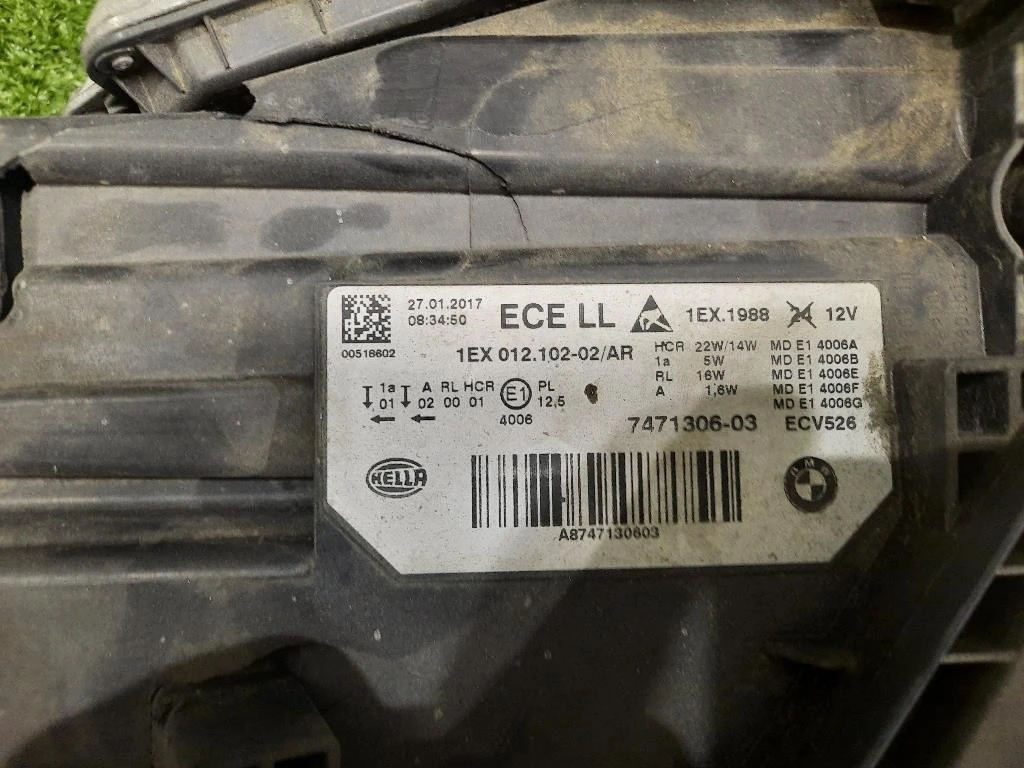 27.01.2017
08:34:50
00516602
ECE LL
1EX.1988
24 12V
1EX 012.102-02/AR
HCR 22W/14W MD E1 4006A
1a 5W MD E1 4006B
RL 16W MD E1 4006E
A 1,6W MD E1 4006F
MD E1 4006G
1a A RL HCR E1 PL
01 02 00 01 12,5
4006
7471306-03 ECV526
HELLA
BMW
A8747130603